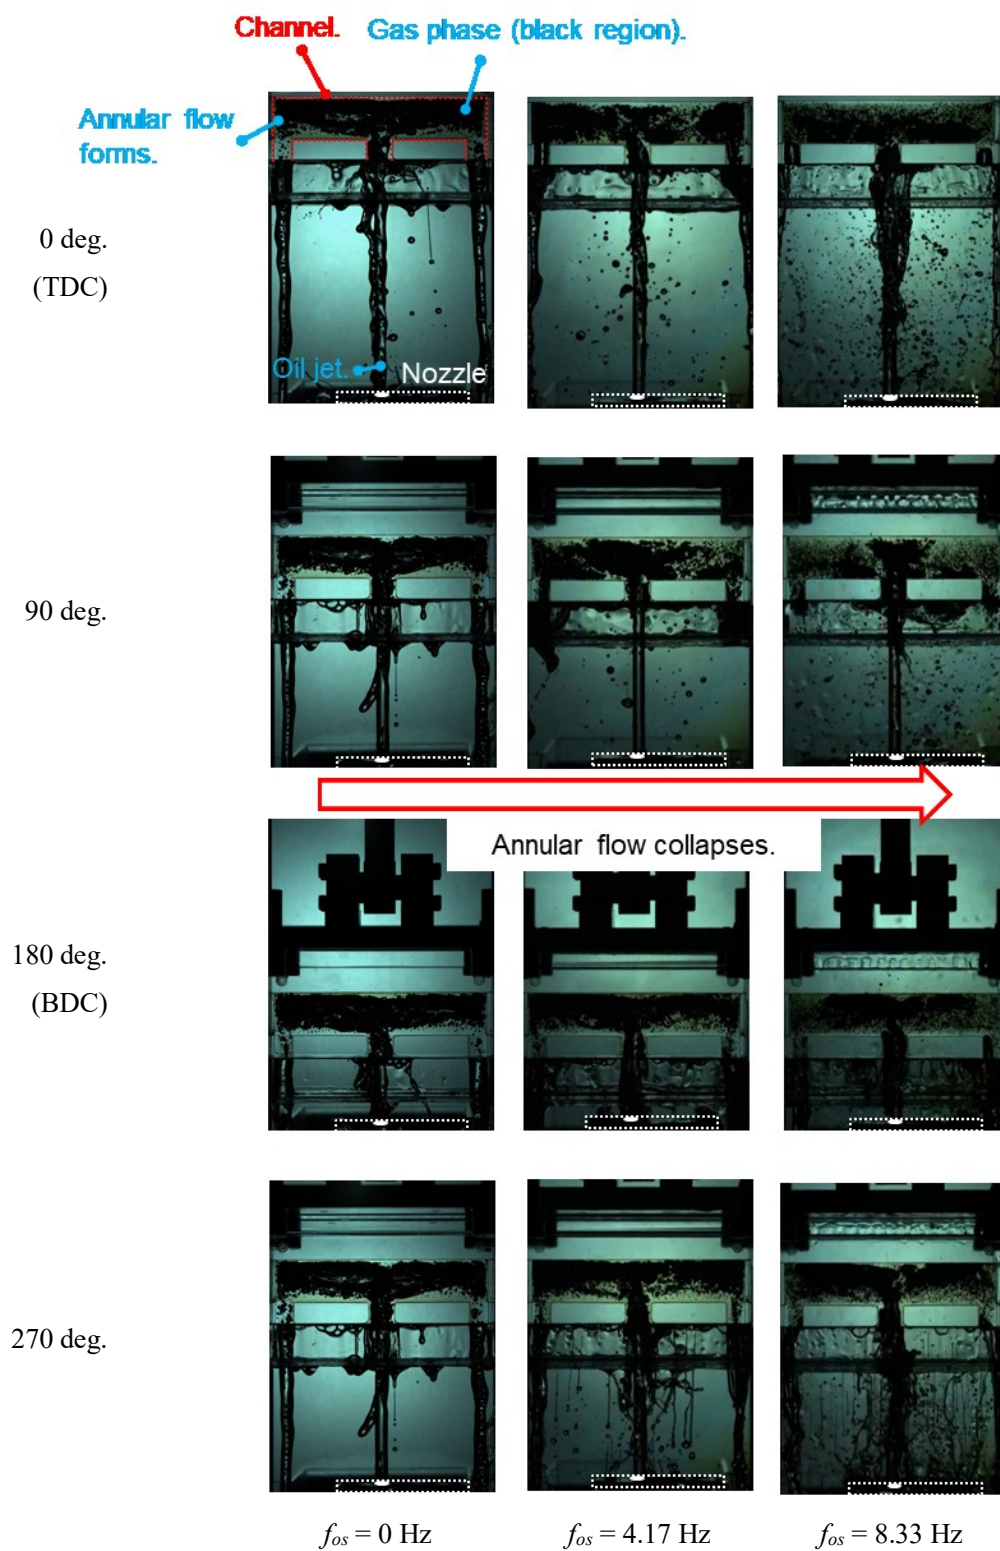 Channel.
Gas phase (black region).
Annular flow
forms.
0 deg.
(TDC)
Oil jet.
Nozzle
90 deg.
Annular flow collapses.
180 deg.
(BDC)
270 deg.
fos = 0 Hz
fos = 4.17 Hz
fos = 8.33 Hz